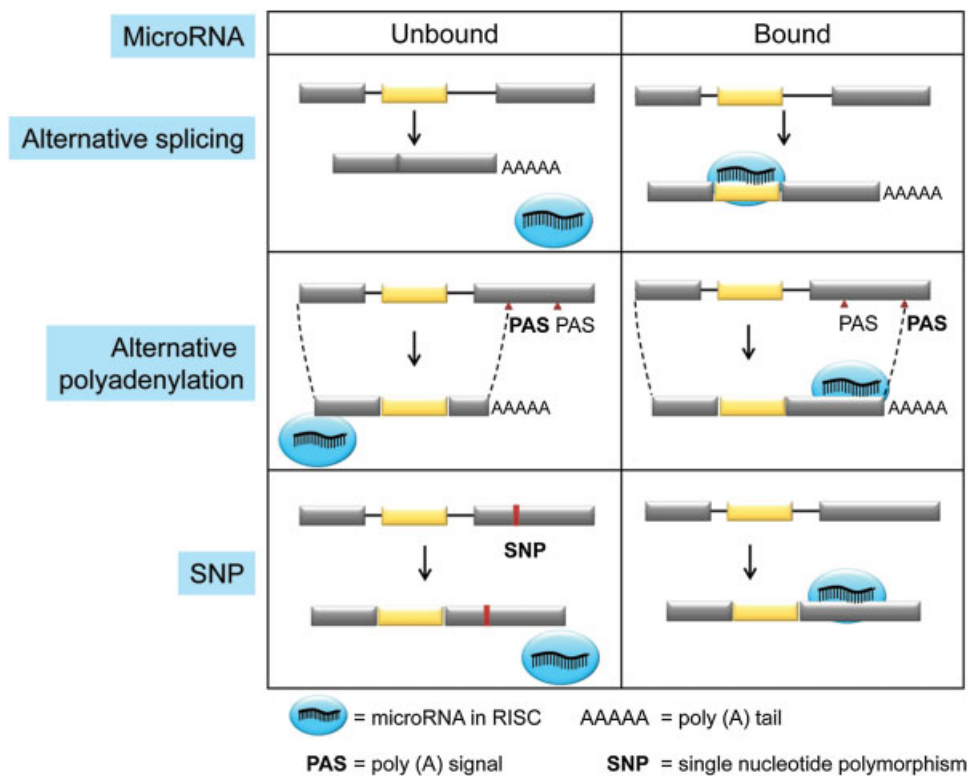 MicroRNA
Unbound
Bound
Alternative splicing
AAAAA
AAAAA
Alternative
polyadenylation
PAS PAS
AAAAA
PAS PAS
AAAAA
SNP
SNP
= microRNA in RISC
AAAAA = poly (A) tail
PAS = poly (A) signal
SNP = single nucleotide polymorphism